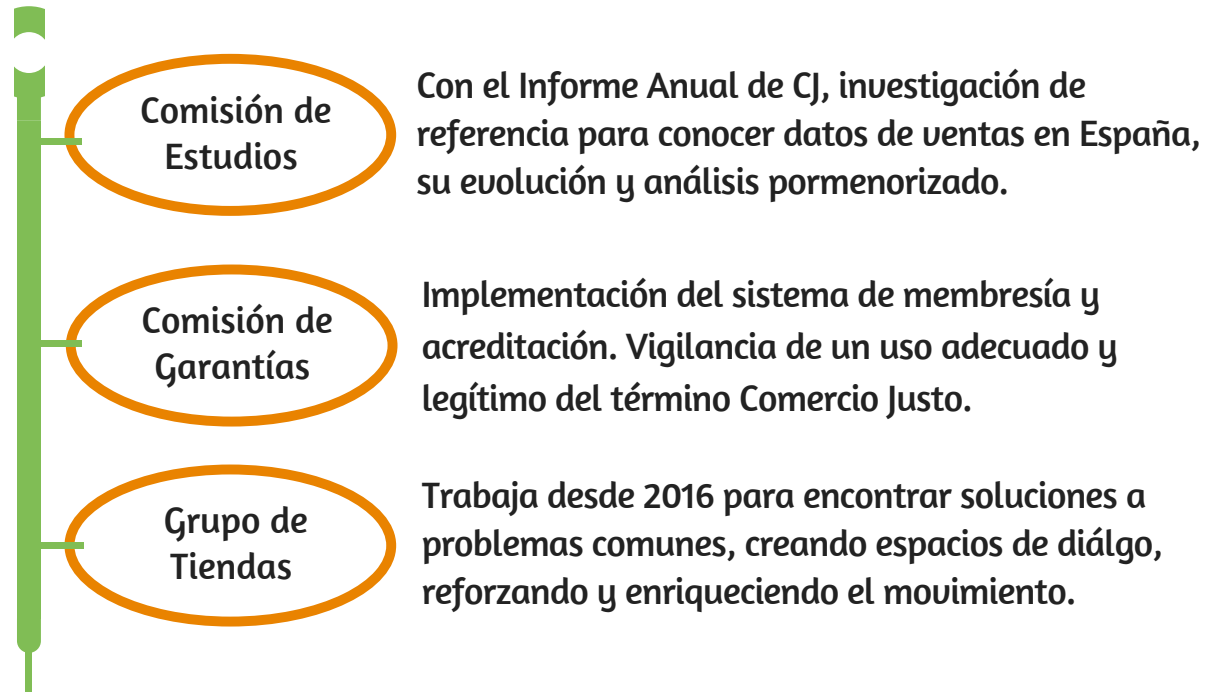 Comisión de
Estudios
Con el Informe Anual de CJ, investigación de
referencia para conocer datos de ventas en España,
su evolución y análisis pormenorizado.
Comisión de
Garantías
Implementación del sistema de membresía y
acreditación. Vigilancia de un uso adecuado y
legítimo del término Comercio Justo.
Grupo de
Tiendas
Trabaja desde 2016 para encontrar soluciones a
problemas comunes, creando espacios de diálgo,
reforzando y enriqueciendo el movimiento.